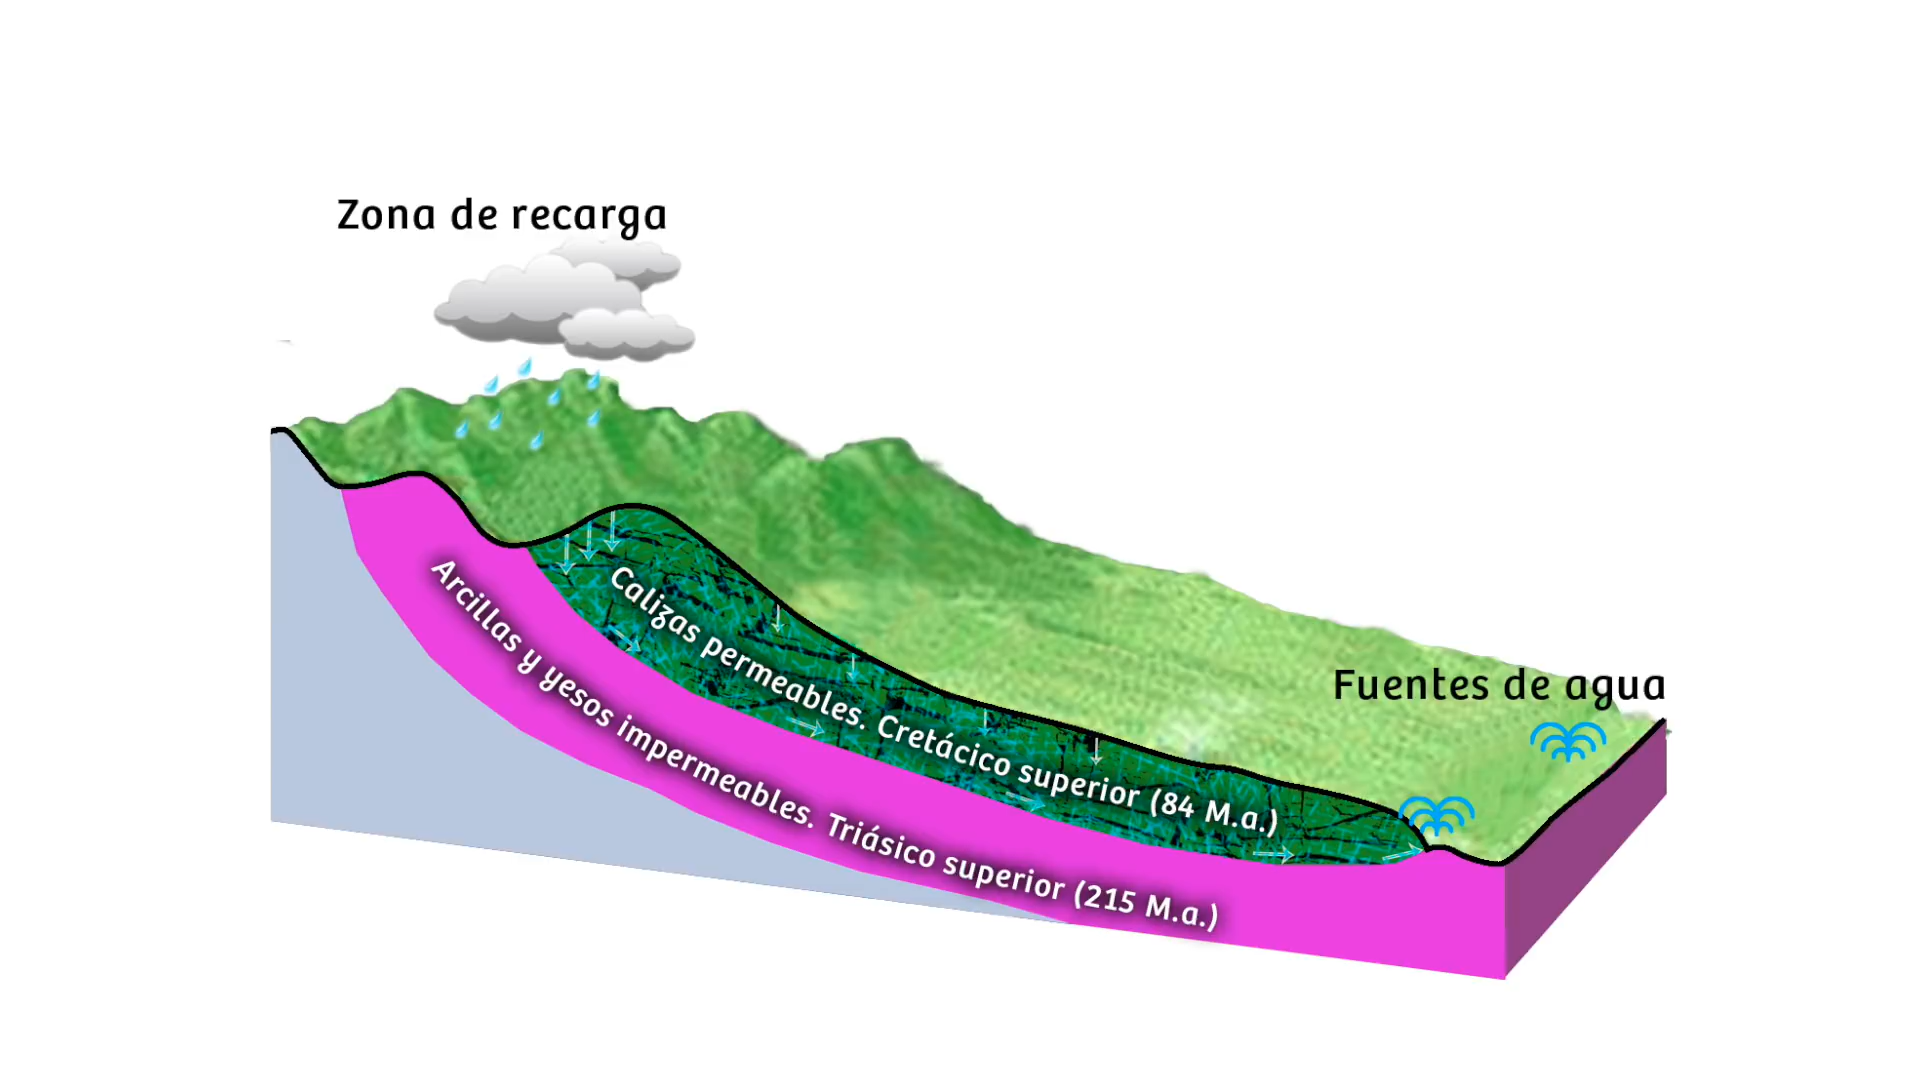 Zona de recarga
Calizas permeables. Cretácico superior (84 M.a.)
Arcillas y yesos impermeables. Triásico superior (215 M.a.)
Fuentes de agua